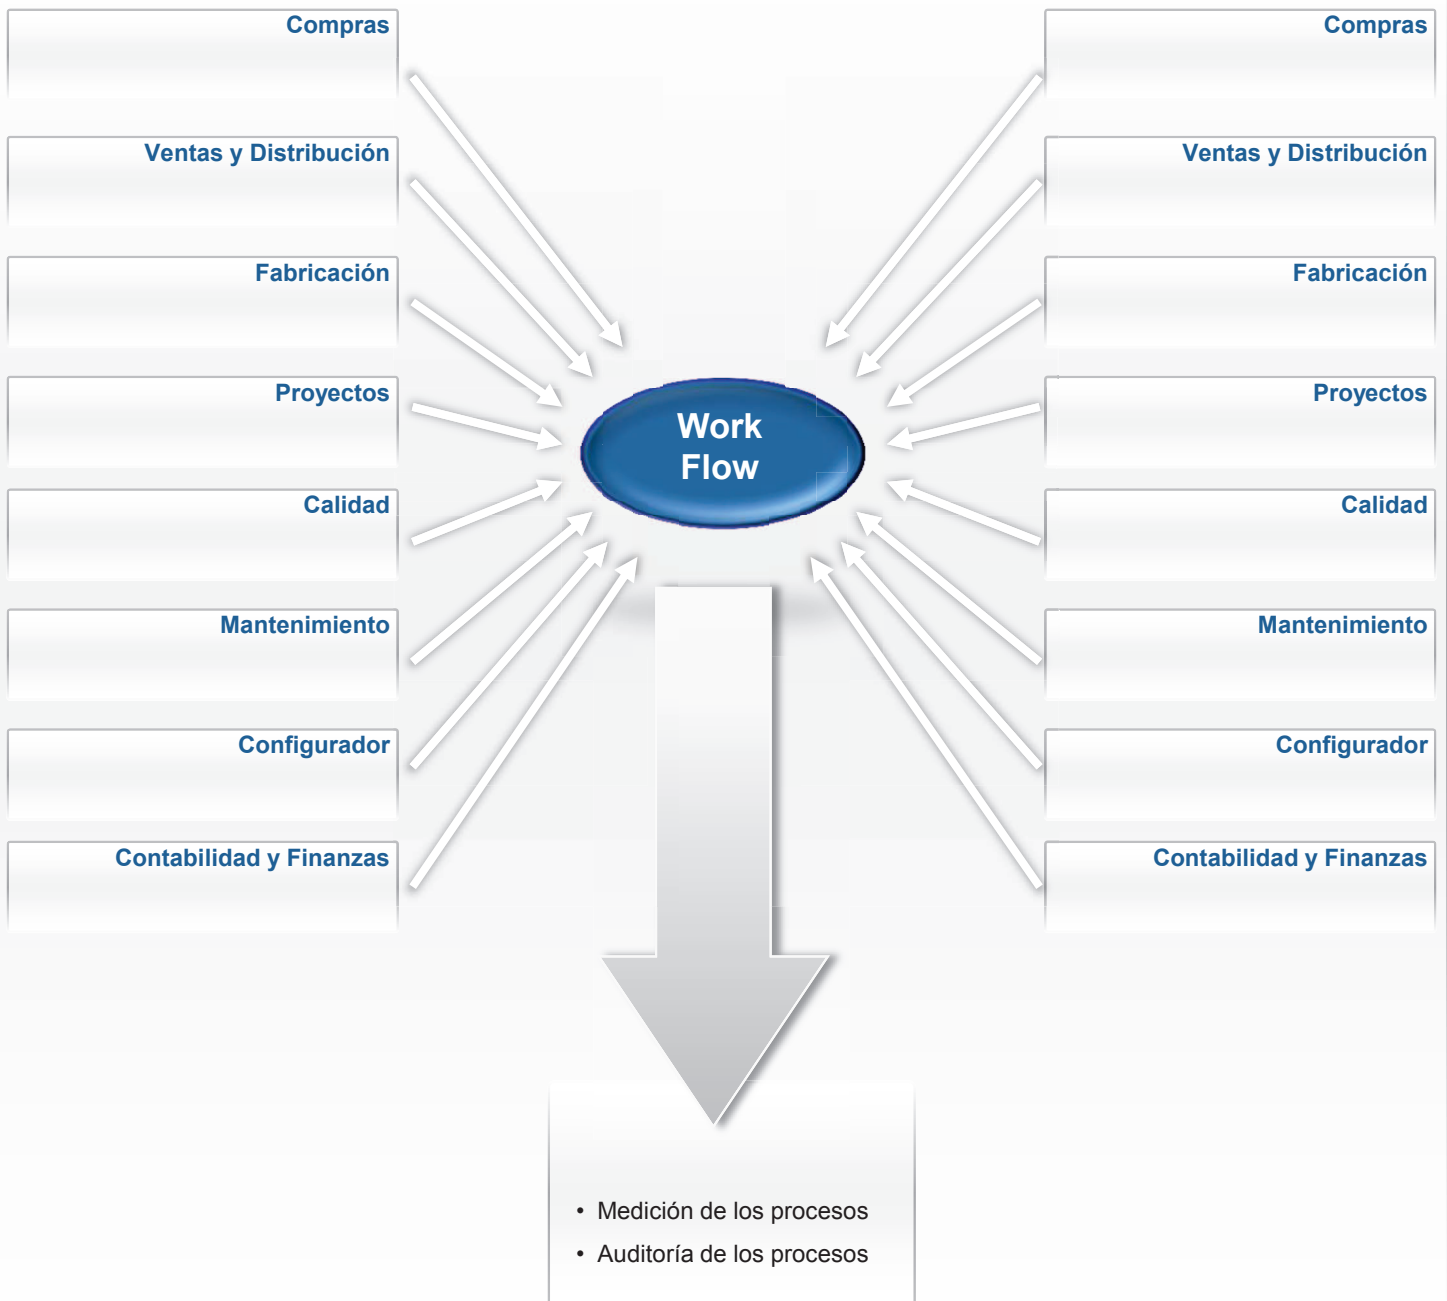 Compras
Ventas y Distribución
Fabricación
Proyectos
Calidad
Mantenimiento
Configurador
Contabilidad y Finanzas
Work
Flow
Compras
Ventas y Distribución
Fabricación
Proyectos
Calidad
Mantenimiento
Configurador
Contabilidad y Finanzas
• Medición de los procesos
• Auditoría de los procesos